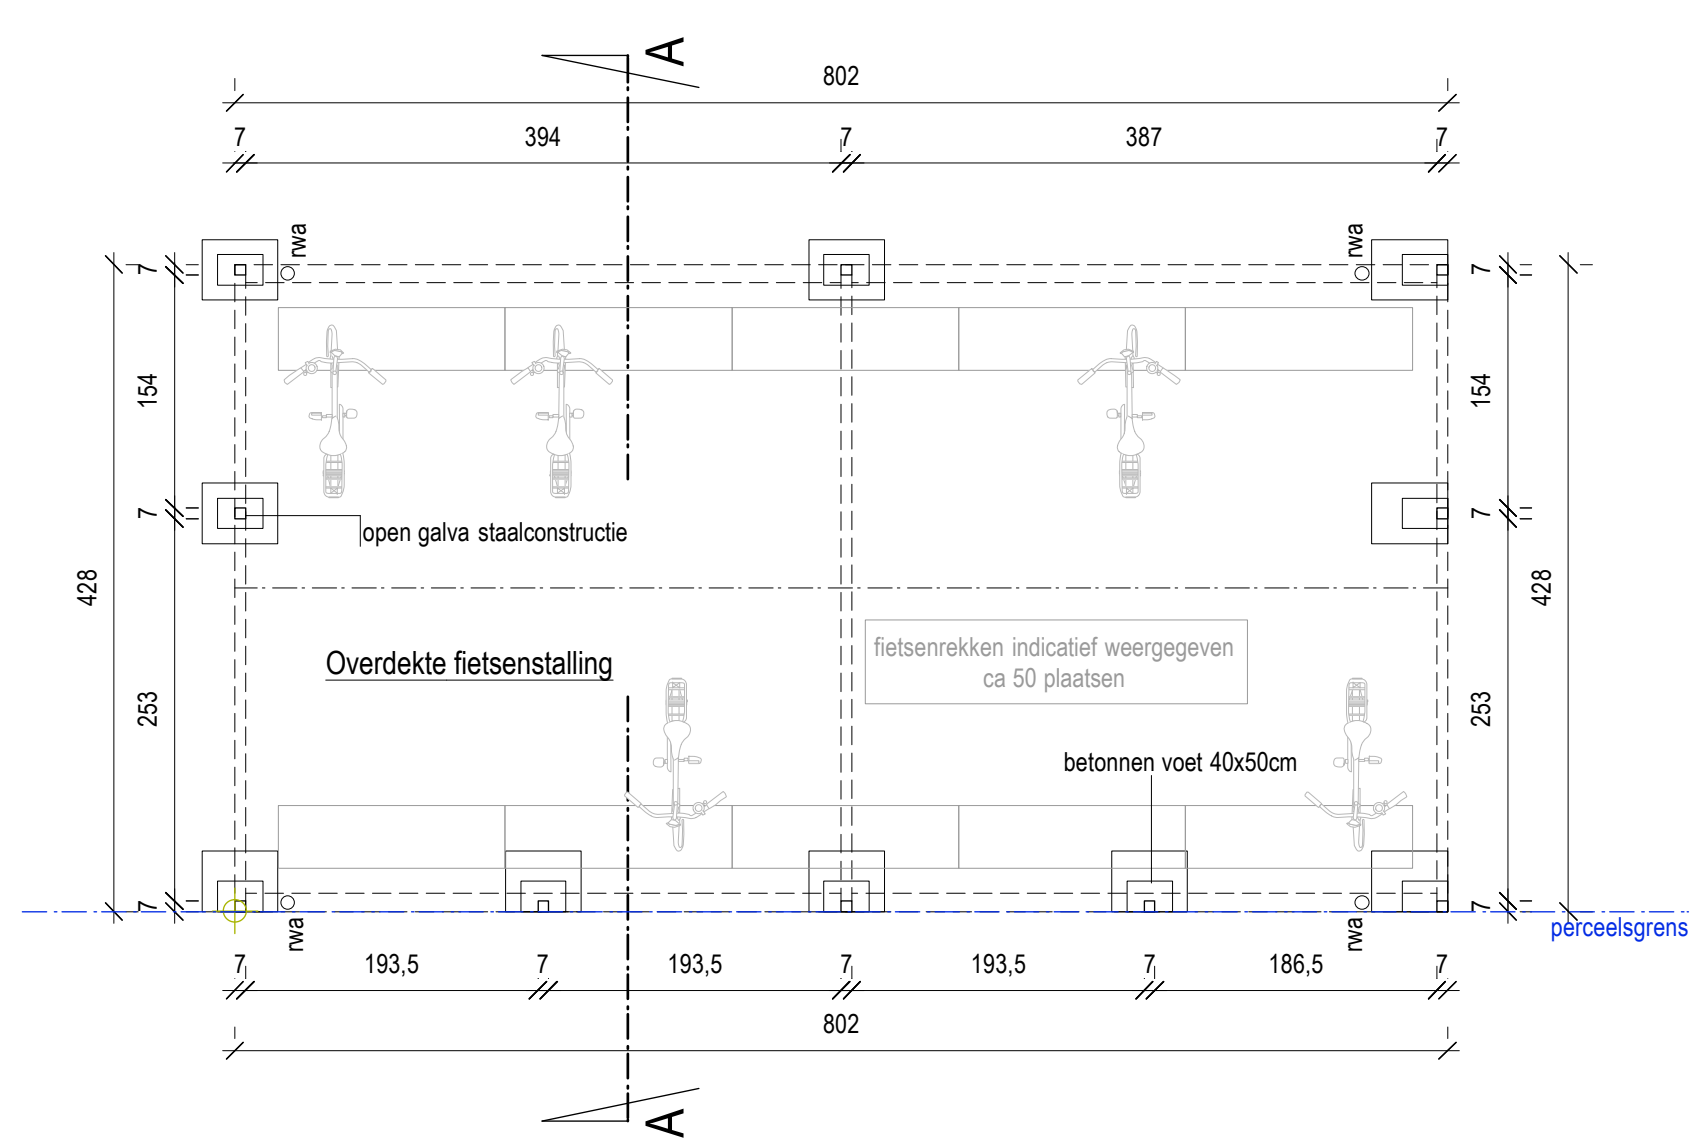 A
802
7 394 7 387 7
rwa rwa
7 7
154 154
7 7
open galva staalconstructie
428 428
fietsenrekken indicatief weergegeven
ca 50 plaatsen
Overdekte fietsenstalling
253 253
betonnen voet 40x50cm
7 7
perceelsgrens
rwa rwa
7 193,5 7 193,5 7 193,5 7 186,5 7
802
A